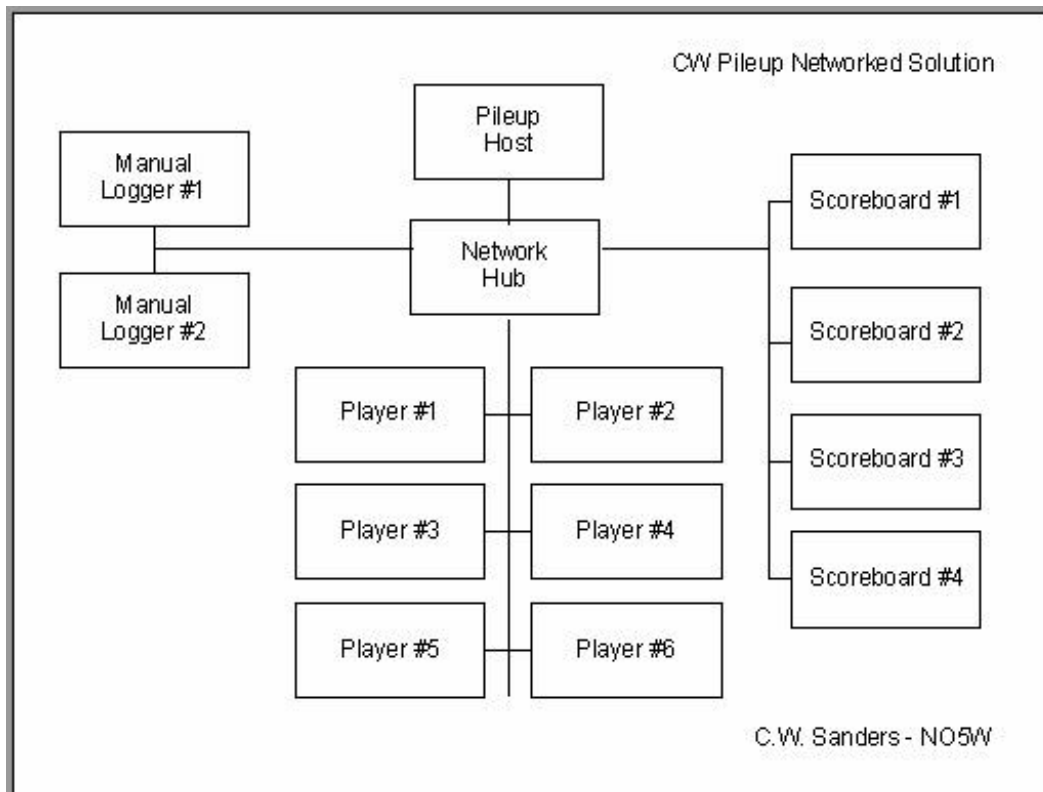 CW Pileup Networked Solution
Pileup
Host
Manual
Logger #1
Scoreboard #1
Network
Hub
Manual
Logger #2
Scoreboard #2
Player #1
Player #2
Scoreboard #3
Player #3
Player #4
Scoreboard #4
Player #5
Player #6
C.W. Sanders - NO5W